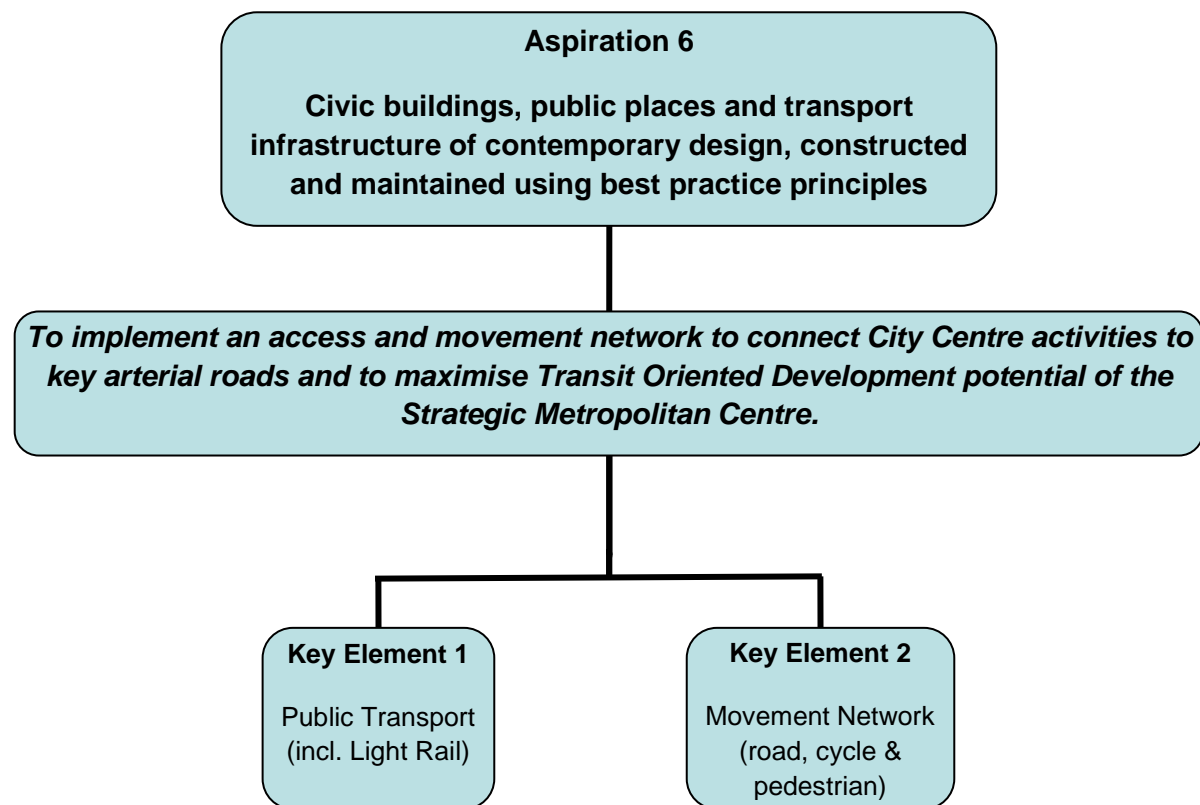 Aspiration 6
Civic buildings, public places and transport
infrastructure of contemporary design, constructed
and maintained using best practice principles
To implement an access and movement network to connect City Centre activities to
key arterial roads and to maximise Transit Oriented Development potential of the
Strategic Metropolitan Centre.
Key Element 1
Public Transport
(incl. Light Rail)
Key Element 2
Movement Network
(road, cycle &
pedestrian)